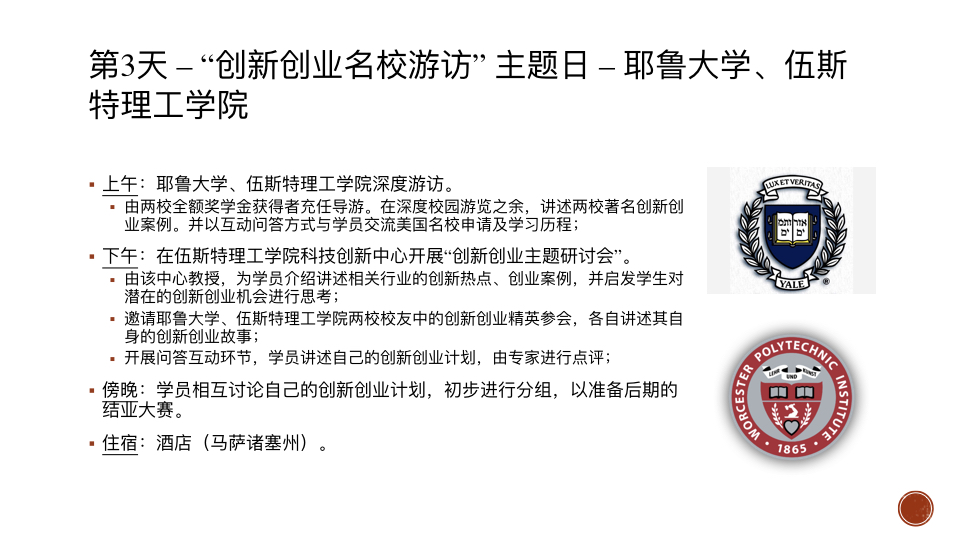 第3天 – “创新创业名校游访” 主题日 – 耶鲁大学、伍斯
特理工学院
▪ 上午：耶鲁大学、伍斯特理工学院深度游访。
▪ 由两校全额奖学金获得者充任导游。在深度校园游览之余，讲述两校著名创新创
业案例。并以互动问答方式与学员交流美国名校申请及学习历程；
▪ 下午：在伍斯特理工学院科技创新中心开展“创新创业主题研讨会”。
▪ 由该中心教授，为学员介绍讲述相关行业的创新热点、创业案例，并启发学生对
潜在的创新创业机会进行思考；
▪ 邀请耶鲁大学、伍斯特理工学院两校校友中的创新创业精英参会，各自讲述其自
身的创新创业故事；
▪ 开展问答互动环节，学员讲述自己的创新创业计划，由专家进行点评；
▪ 傍晚：学员相互讨论自己的创新创业计划，初步进行分组，以准备后期的
结亚大赛。
▪ 住宿：酒店（马萨诸塞州）。
LUX ET VERITAS
אורים
ותמים
YALE
®
WORCESTER POLYTECHNIC INSTITUTE
LEHR UND KUNST
• 1865 •